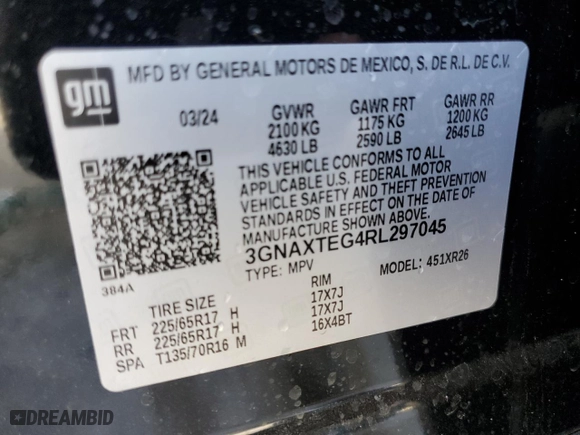 gm
MFD BY GENERAL MOTORS DE MEXICO, S. DE R.L. DE C.V.
03/24 GVWR GAWR FRT GAWR RR
2100 KG 1175 KG 1200 KG
4630 LB 2590 LB 2645 LB
THIS VEHICLE CONFORMS TO ALL
APPLICABLE U.S. FEDERAL MOTOR
VEHICLE SAFETY AND THEFT PREVENTION
STANDARDS IN EFFECT ON THE DATE OF
MANUFACTURE SHOWN ABOVE.
3GNAXTEG4RL297045
TYPE: MPV MODEL: 451XR26
384A
TIRE SIZE RIM
FRT 225/65R17 H 17X7J
RR 225/65R17 H 17X7J
SPA T135/70R16 M 16X4BT
DREAMBID